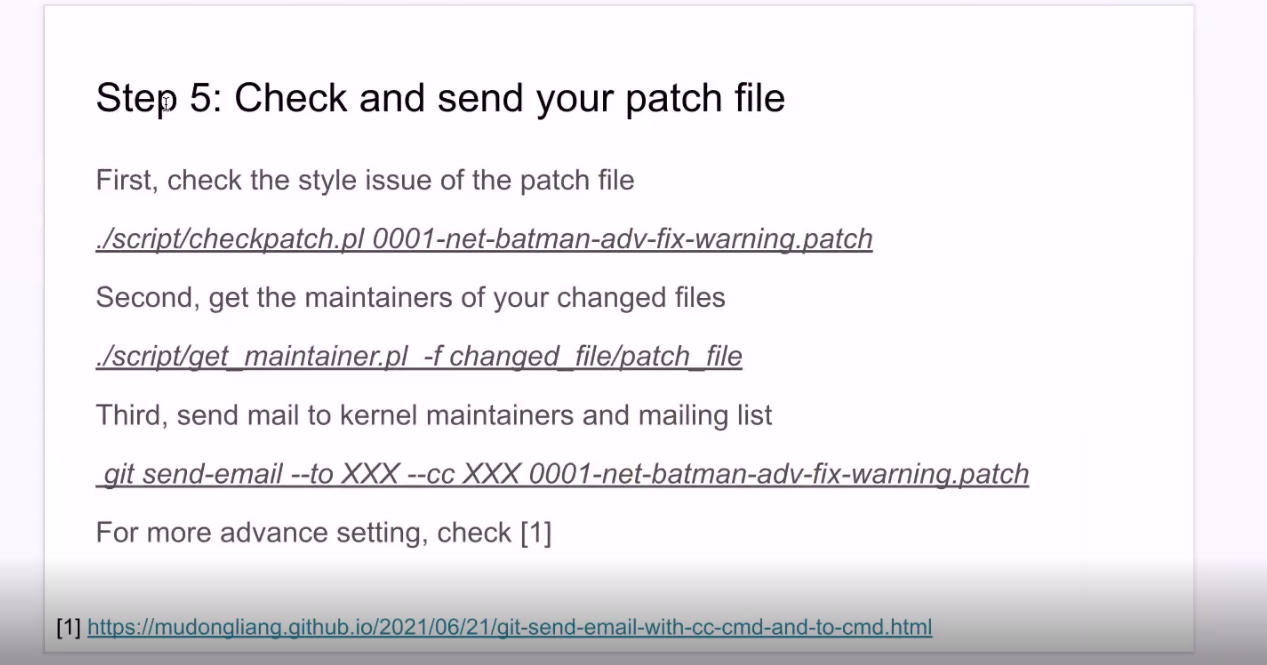 Step 5: Check and send your patch file
First, check the style issue of the patch file
./script/checkpatch.pl 0001-net-batman-adv-fix-warning.patch
Second, get the maintainers of your changed files
./script/get_maintainer.pl  -f changed_file/patch_file
Third, send mail to kernel maintainers and mailing list
git send-email --to XXX --cc XXX 0001-net-batman-adv-fix-warning.patch
For more advance setting, check [1]
[1] https://mudongliang.github.io/2021/06/21/git-send-email-with-cc-cmd-and-to-cmd.html